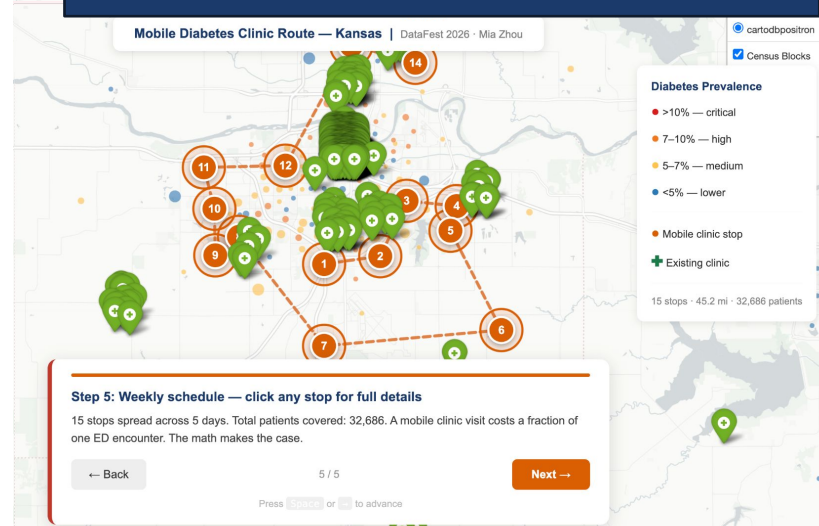 Mobile Diabetes Clinic Route — Kansas | DataFest 2026 · Mia Zhou
cartodbpositron
Census Blocks
Diabetes Prevalence
>10% — critical
7–10% — high
5–7% — medium
<5% — lower
Mobile clinic stop
Existing clinic
15 stops · 45.2 mi · 32,686 patients
14
11
12
10
3
4
5
9
1
2
6
7
Step 5: Weekly schedule — click any stop for full details
15 stops spread across 5 days. Total patients covered: 32,686. A mobile clinic visit costs a fraction of
one ED encounter. The math makes the case.
← Back
5 / 5
Next →
Press Space or → to advance